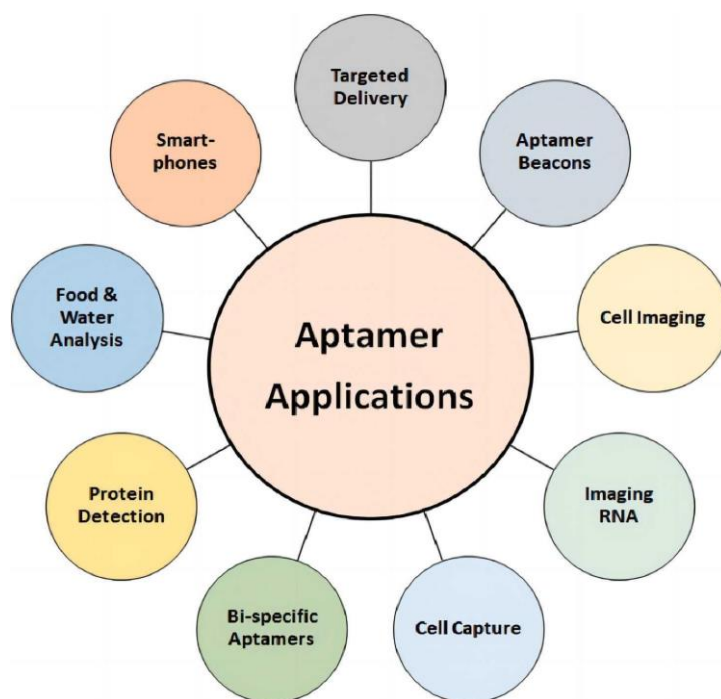 Targeted
Delivery
Aptamer
Beacons
Cell Imaging
Imaging
RNA
Cell Capture
Bi-specific
Aptamers
Protein
Detection
Food &
Water
Analysis
Smart-
phones
Aptamer
Applications